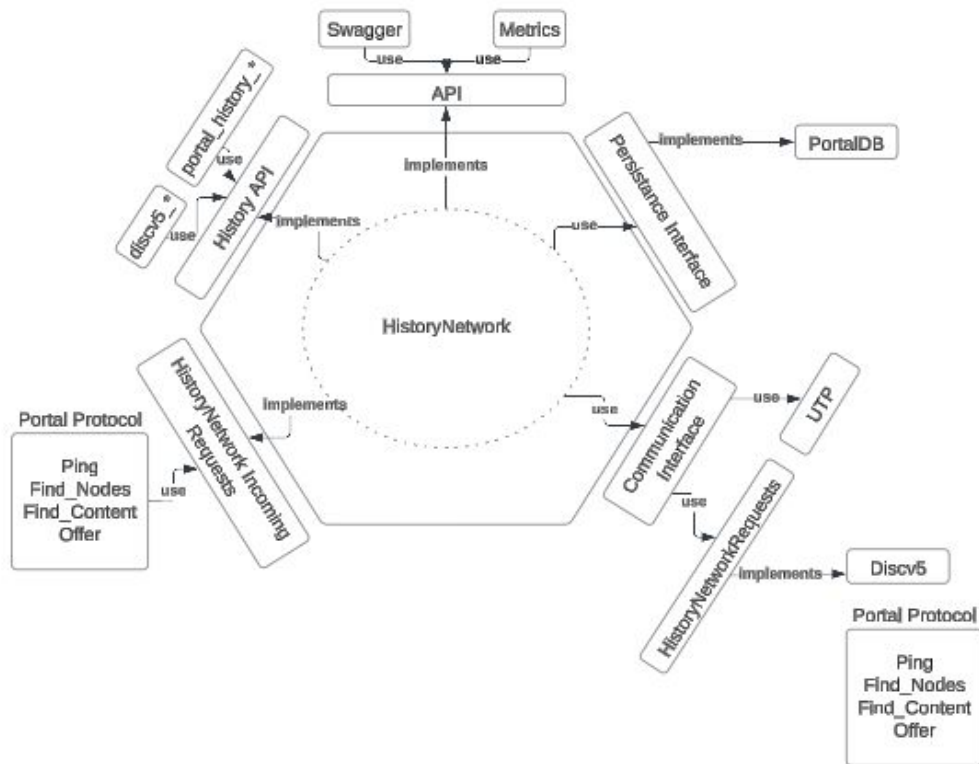 Swagger
Metrics
use
use
API
implements
portal_history_*
use
discv5_*
use
History API
implements
Persistance Interface
implements
PortalDB
use
HistoryNetwork
HistoryNetwork Incoming
Requests
implements
Portal Protocol
Ping
Find_Nodes
Find_Content
Offer
use
use
Communication
Interface
use
UTP
use
HistoryNetworkRequests
implements
Discv5
Portal Protocol
Ping
Find_Nodes
Find_Content
Offer